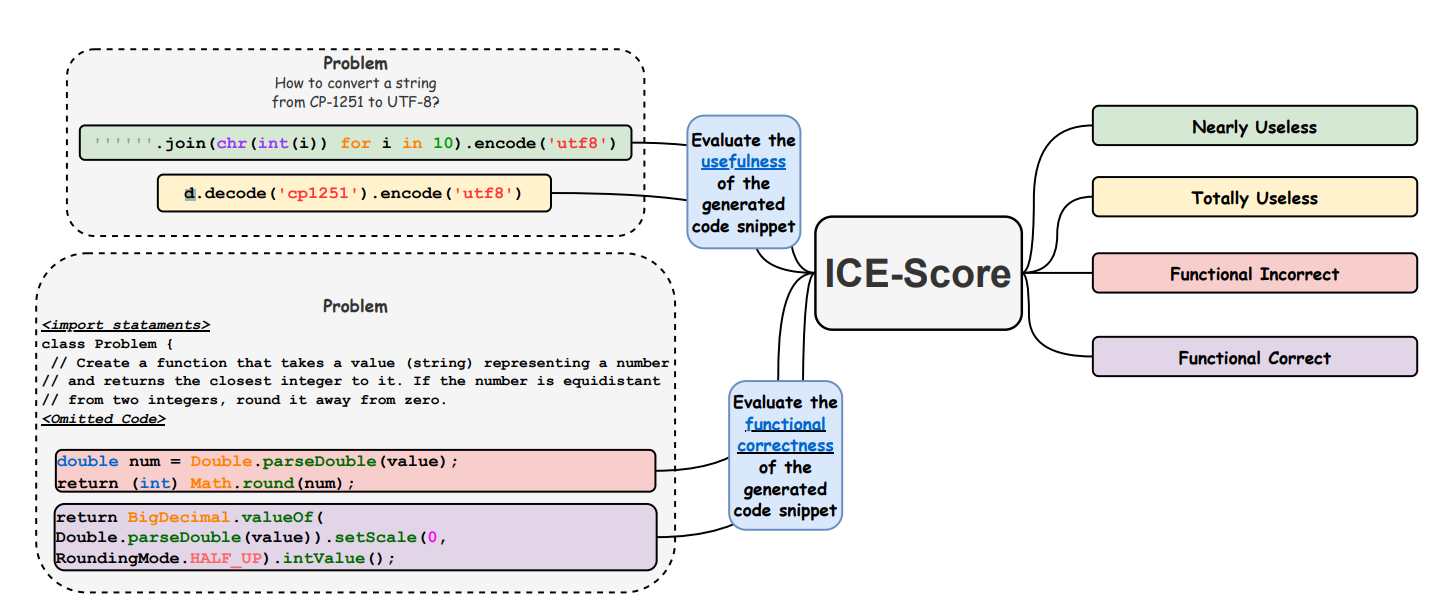 Problem
How to convert a string
from CP-1251 to UTF-8?
''''''.join(chr(int(i)) for i in 10).encode('utf8')
d.decode('cp1251').encode('utf8')
Problem
<import stataments>
class Problem {
// Create a function that takes a value (string) representing a number
// and returns the closest integer to it. If the number is equidistant
// from two integers, round it away from zero.
<Omitted Code>
double num = Double.parseDouble(value);
return (int) Math.round(num);
return BigDecimal.valueOf(
Double.parseDouble(value)).setScale(0,
RoundingMode.HALF_UP).intValue();
Evaluate the
usefulness
of the
generated
code snippet
Evaluate the
functional
correctness
of the
generated
code snippet
ICE-Score
Nearly Useless
Totally Useless
Functional Incorrect
Functional Correct